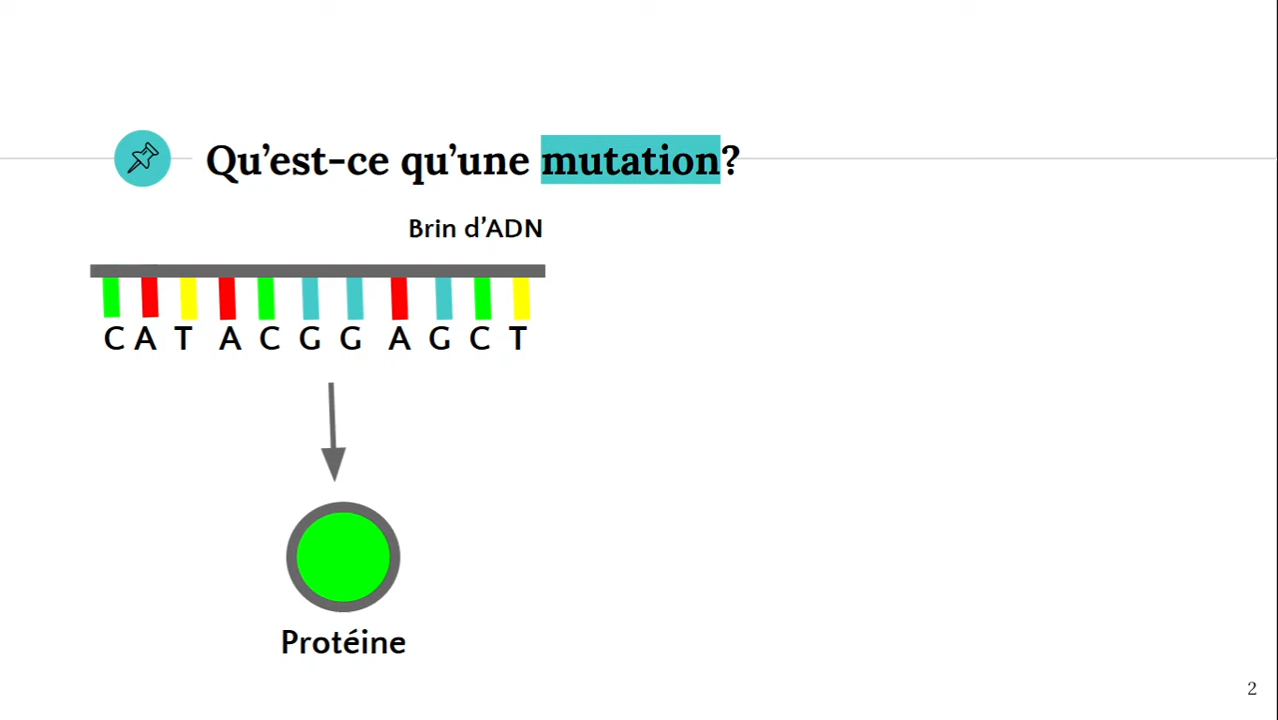 Qu’est-ce qu’une mutation?
Brin d’ADN
C A T A C G G A G C T
Protéine
2